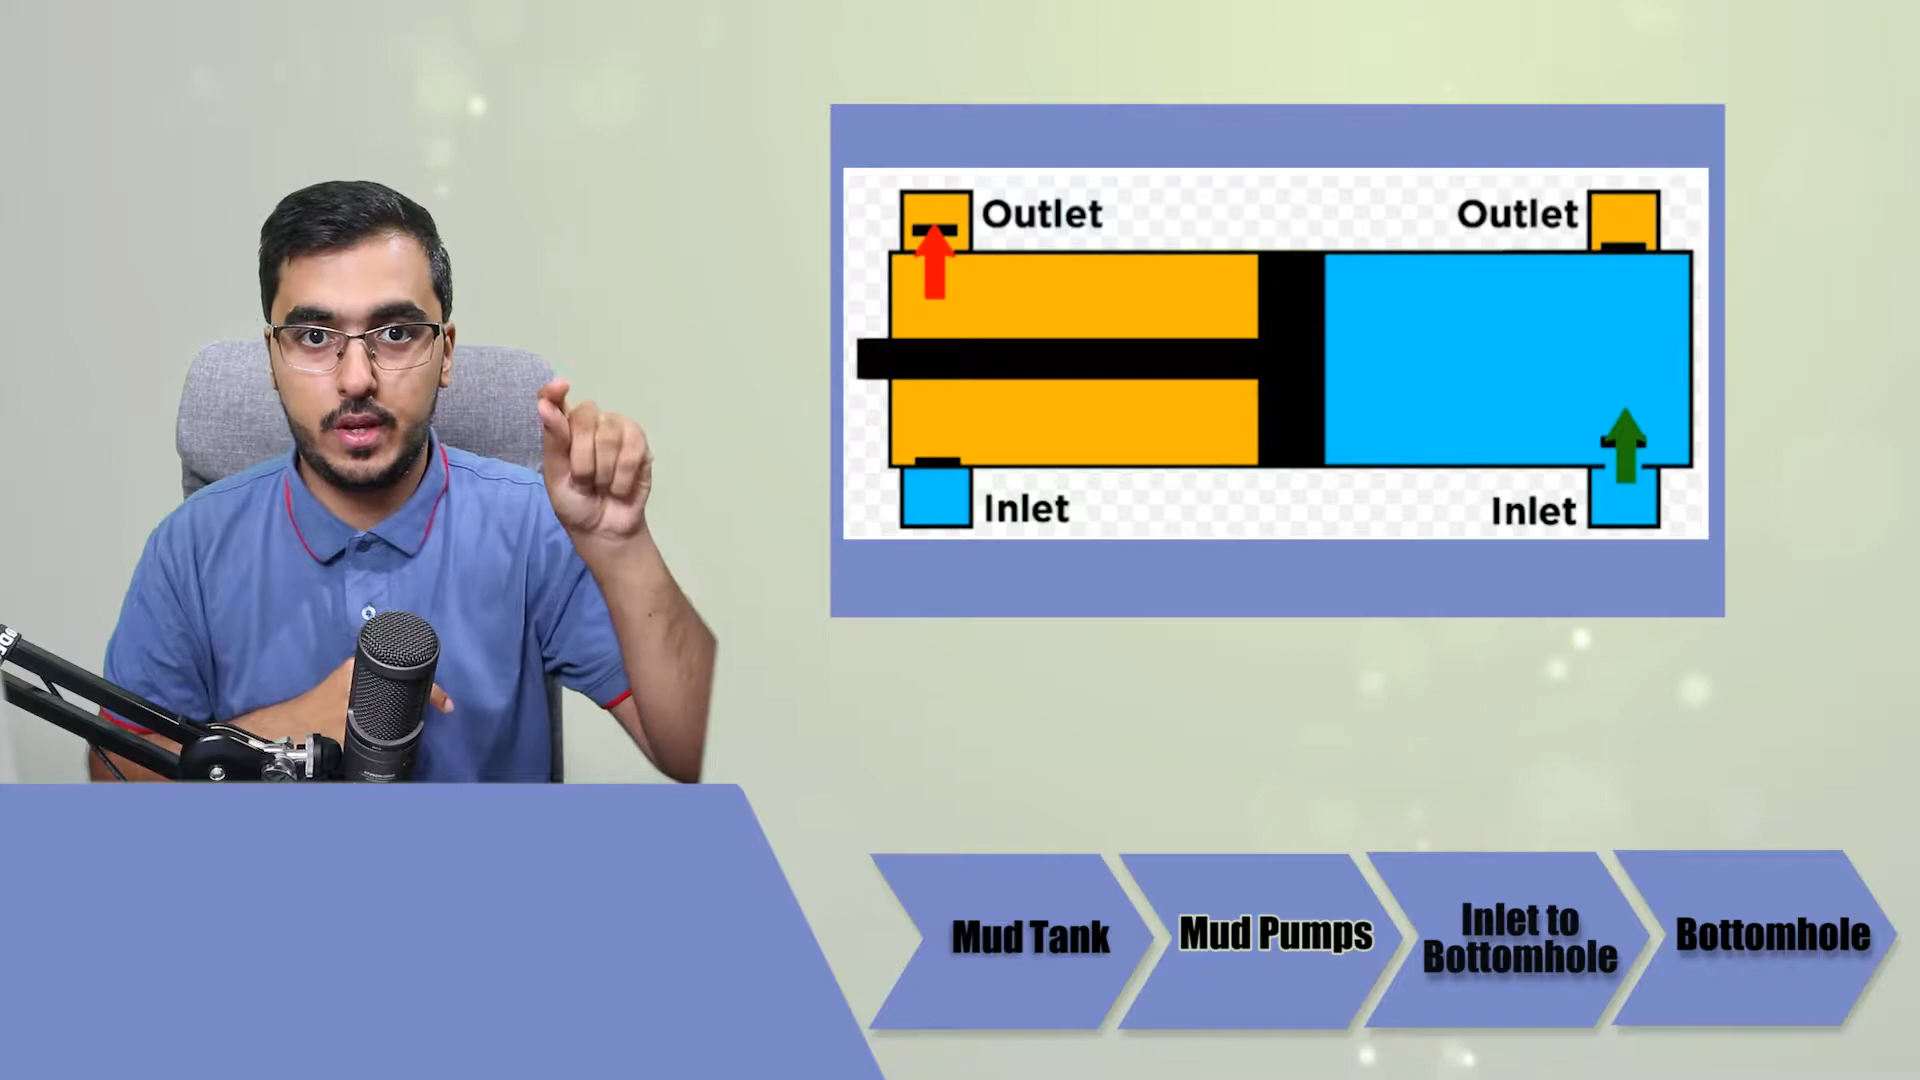 Outlet
Outlet
Inlet
Inlet
Mud Tank
Mud Pumps
Inlet to
Bottomhole
Bottomhole